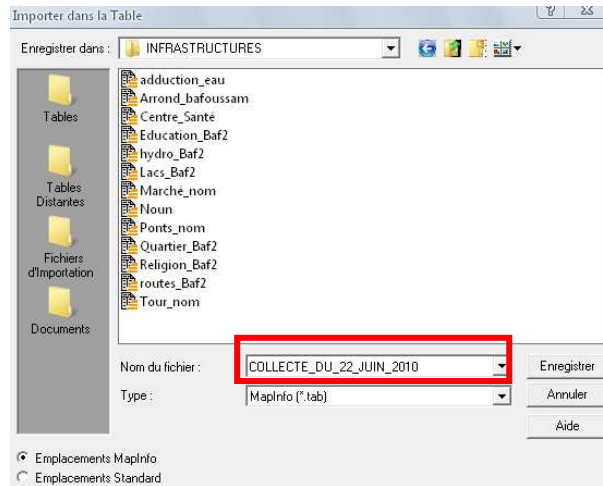 Importer dans la Table
Enregistrer dans : INFRASTRUCTURES
Tables
Tables
Distantes
Fichiers
d'Importation
Documents
adduction_eau
Arrond_bafoussam
Centre_Santé
Education_Baf2
hydro_Baf2
Lacs_Baf2
Marché_nom
Noun
Ponts_nom
Quartier_Baf2
Religion_Baf2
routes_Baf2
Tour_nom
Nom du fichier : COLLECTE_DU_22_JUIN_2010 Enregistrer
Type : MapInfo (*.tab) Annuler
Aide
Emplacements MapInfo
Emplacements Standard